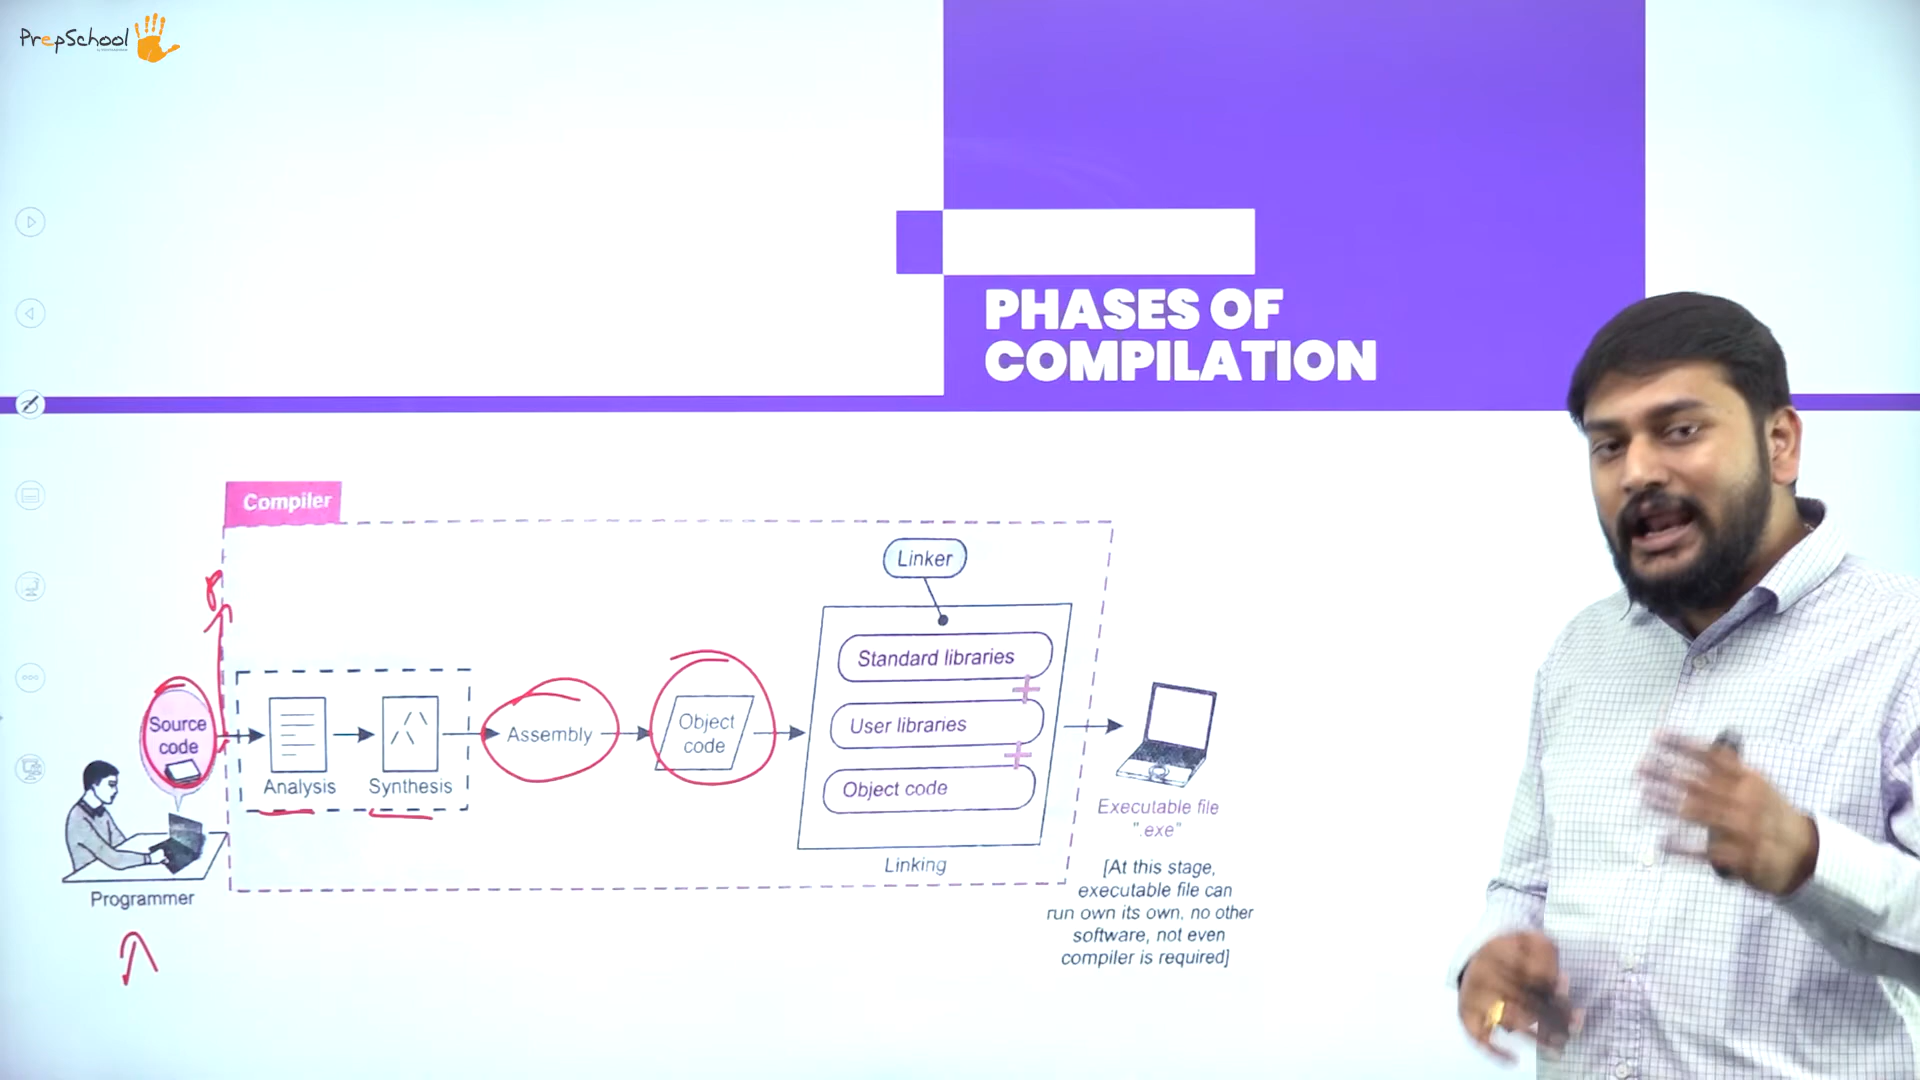 PrepSchool
PHASES OF
COMPILATION
Compiler
Linker
Standard libraries
User libraries
Object code
Linking
Source
code
Analysis
Synthesis
Assembly
Object
code
Programmer
Executable file
".exe"
[At this stage,
executable file can
run own its own, no other
software, not even
compiler is required]